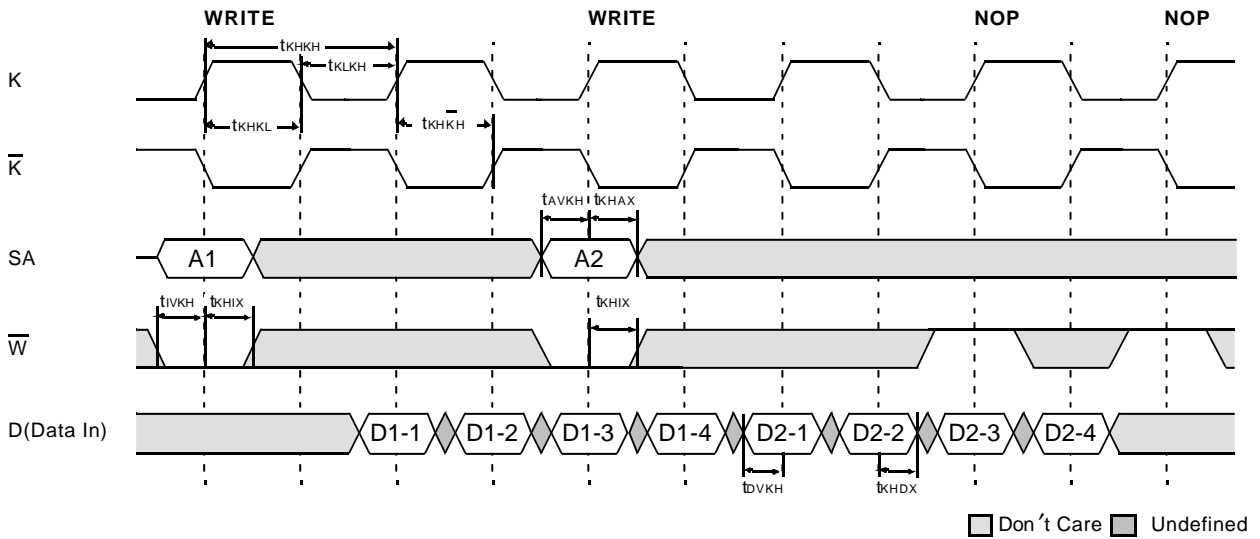 WRITE WRITE NOP NOP
tKHKH
tKLKH
K
tKHKL tKHK̅H
K̅
tAVKH tKHAX
SA A1 A2
tIVKH tKHIX tKHIX
W̅
D(Data In) D1-1 D1-2 D1-3 D1-4 D2-1 D2-2 D2-3 D2-4
tDVKH tKHDX
Don′t Care Undefined